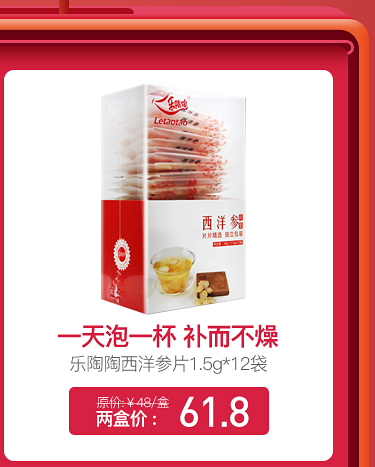 乐陶陶
Letaotao
西洋参
片片精选 独立包装
一天泡一杯 补而不燥
乐陶陶西洋参片1.5g*12袋
原价:￥48/盒
两盒价： 61.8